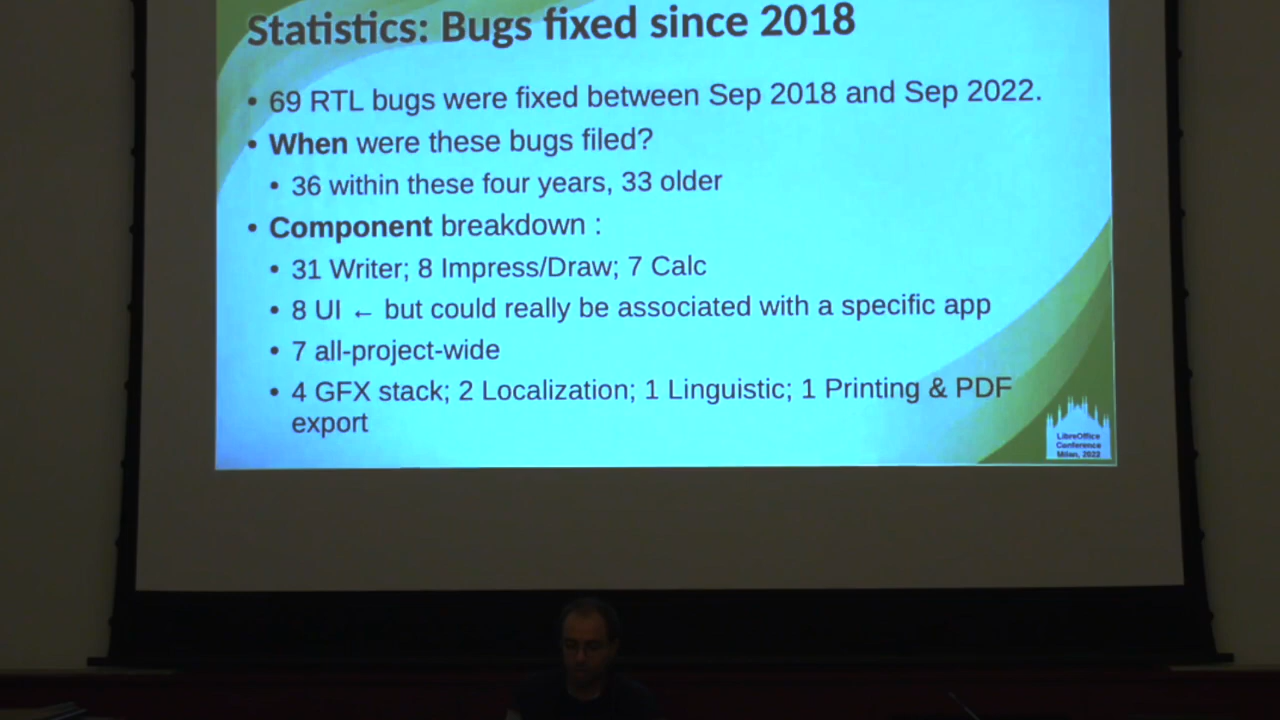 Statistics: Bugs fixed since 2018
• 69 RTL bugs were fixed between Sep 2018 and Sep 2022.
• When were these bugs filed?
• 36 within these four years, 33 older
• Component breakdown :
• 31 Writer; 8 Impress/Draw; 7 Calc
• 8 UI ← but could really be associated with a specific app
• 7 all-project-wide
• 4 GFX stack; 2 Localization; 1 Linguistic; 1 Printing & PDF
export
LibreOffice
Conference
Milan, 2022